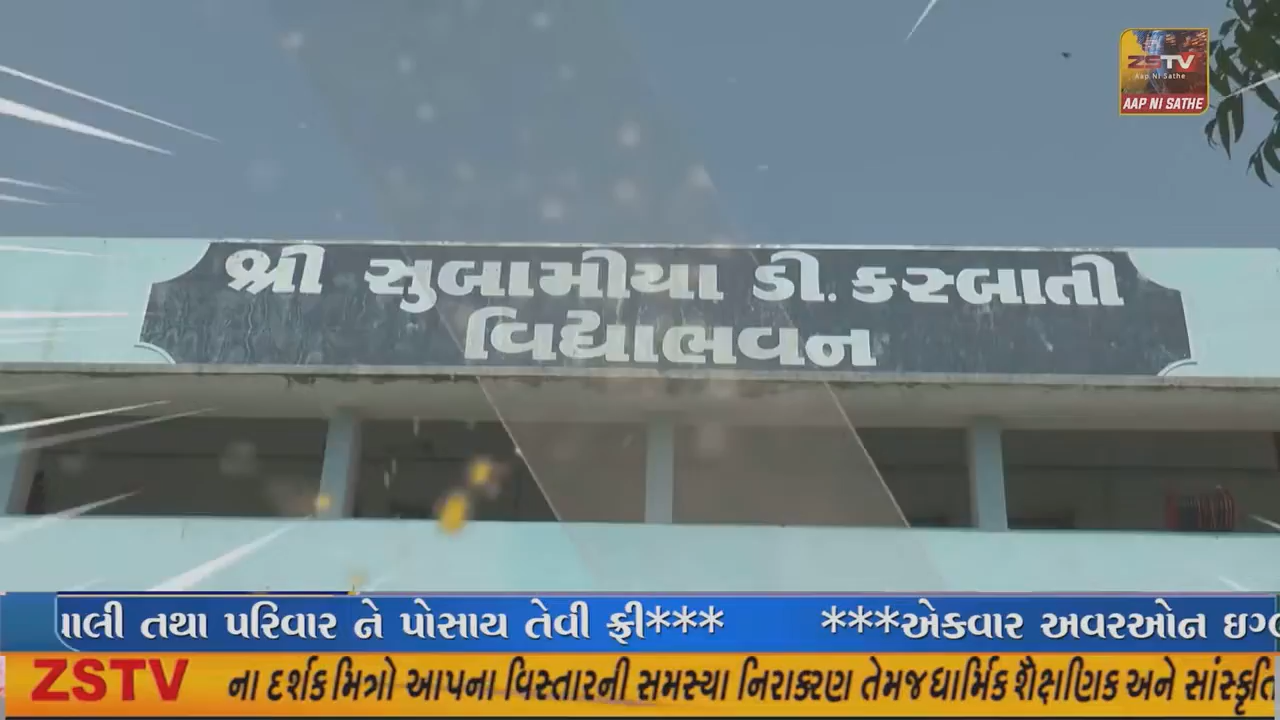 ZSTV
Aap Ni Sathe
AAP NI SATHE
શ્રી સુબામીયા ડી. કરબાતી
વિદ્યાભવન
તથા પરિવાર ને પોસાય તેવી ફ્રી*** ***એકવાર અવરઓન
ZSTV ના દર્શક મિત્રો આપના વિસ્તારની સમસ્યા નિરાકરણ તેમજ ધાર્મિક શૈક્ષણિક અને